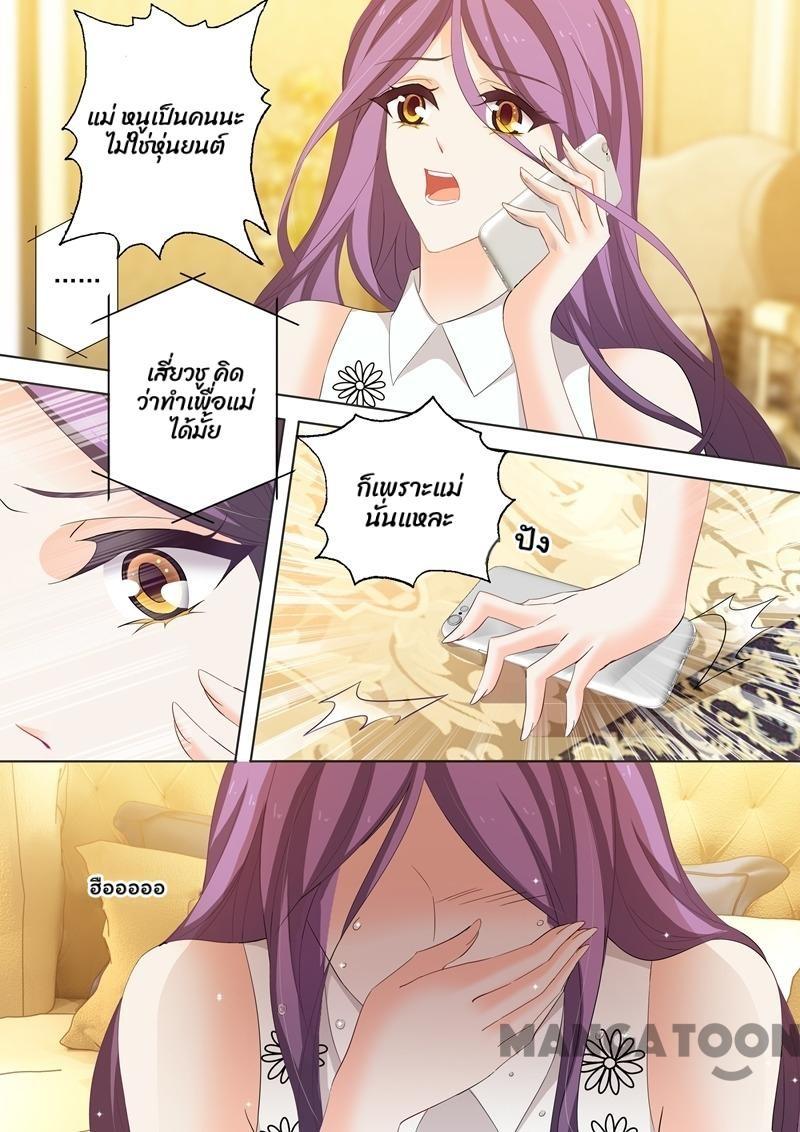 แม่ หนูเป็นคนนะ
ไม่ใช่หุ่นยนต์
......
เสี่ยวชู คิด
ว่าทำเพื่อแม่
ได้มั้ย
ก็เพราะแม่
นั่นแหละ
ปัง
ฮือออออ
MANGATOON